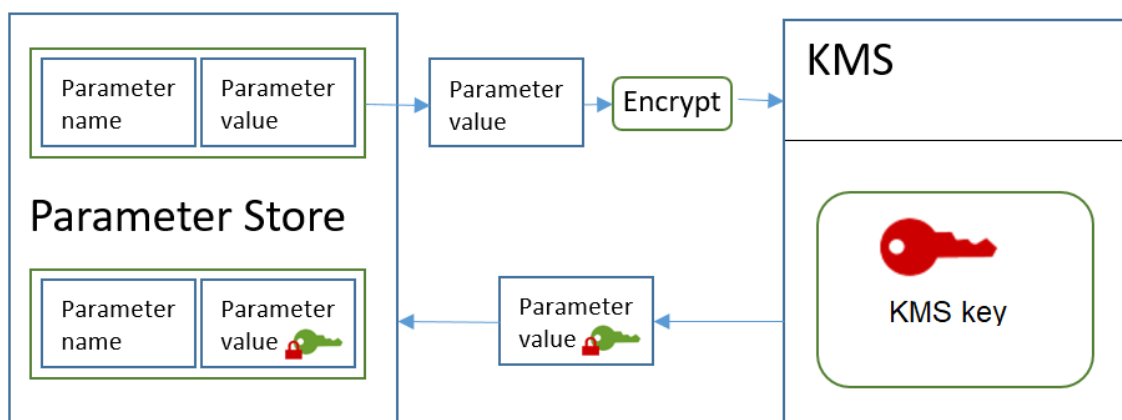 Parameter
name
Parameter
value
Parameter
value
Encrypt
KMS
Parameter Store
KMS key
Parameter
name
Parameter
value
Parameter
value